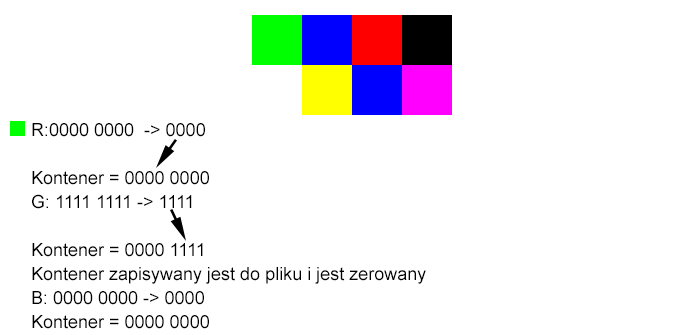 R:0000 0000 -> 0000
Kontener = 0000 0000
G: 1111 1111 -> 1111
Kontener = 0000 1111
Kontener zapisywany jest do pliku i jest zerowany
B: 0000 0000 -> 0000
Kontener = 0000 0000